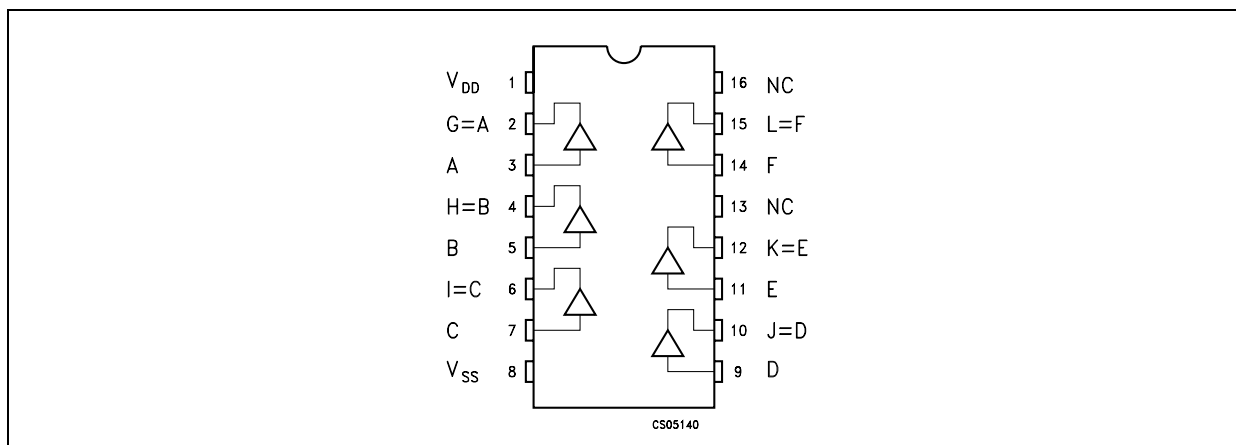 V_DD 1 16 NC
G=A 2 15 L=F
A 3 14 F
H=B 4 13 NC
B 5 12 K=E
I=C 6 11 E
C 7 10 J=D
V_SS 8 9 D
CS05140